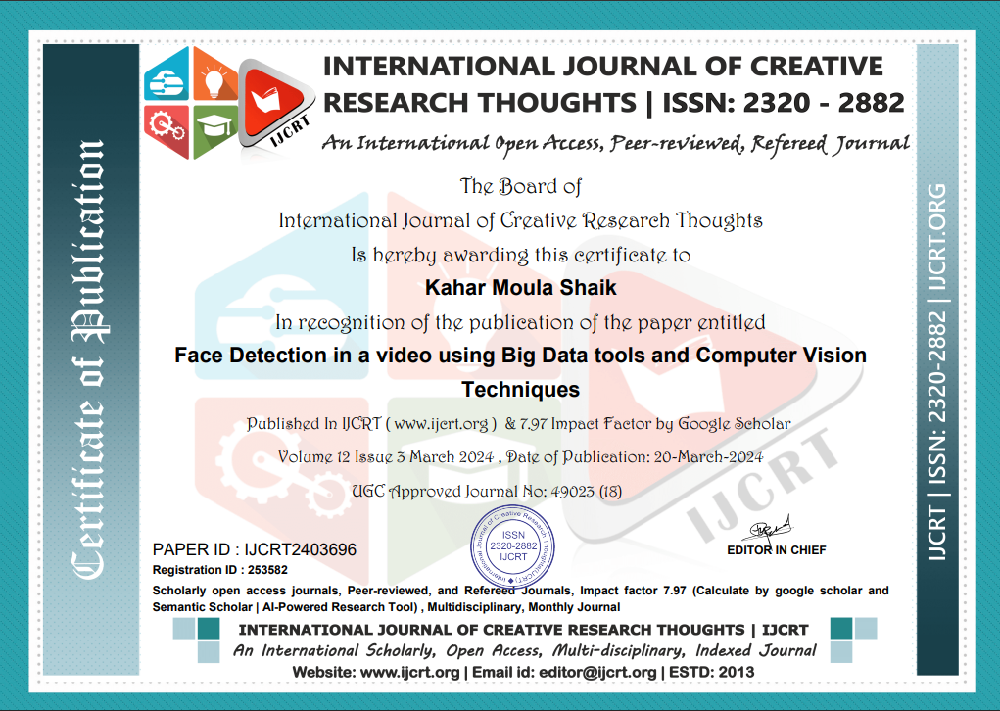 Certificate of Publication
IJCRT
INTERNATIONAL JOURNAL OF CREATIVE
RESEARCH THOUGHTS | ISSN: 2320 - 2882
An International Open Access, Peer-reviewed, Refereed Journal
The Board of
International Journal of Creative Research Thoughts
Is hereby awarding this certificate to
Kahar Moula Shaik
In recognition of the publication of the paper entitled
Face Detection in a video using Big Data tools and Computer Vision
Techniques
Published In IJCRT ( www.ijcrt.org ) & 7.97 Impact Factor by Google Scholar
Volume 12 Issue 3 March 2024 , Date of Publication: 20-March-2024
UGC Approved Journal No: 49023 (18)
IJCRT
International Journal of Creative Research Thoughts(IJCRT)
ISSN
2320-2882
IJCRT
PAPER ID : IJCRT2403696
EDITOR IN CHIEF
Registration ID : 253582
Scholarly open access journals, Peer-reviewed, and Refereed Journals, Impact factor 7.97 (Calculate by google scholar and
Semantic Scholar | AI-Powered Research Tool) , Multidisciplinary, Monthly Journal
INTERNATIONAL JOURNAL OF CREATIVE RESEARCH THOUGHTS | IJCRT
An International Scholarly, Open Access, Multi-disciplinary, Indexed Journal
Website: www.ijcrt.org | Email id: editor@ijcrt.org | ESTD: 2013
IJCRT | ISSN: 2320-2882 | IJCRT.ORG